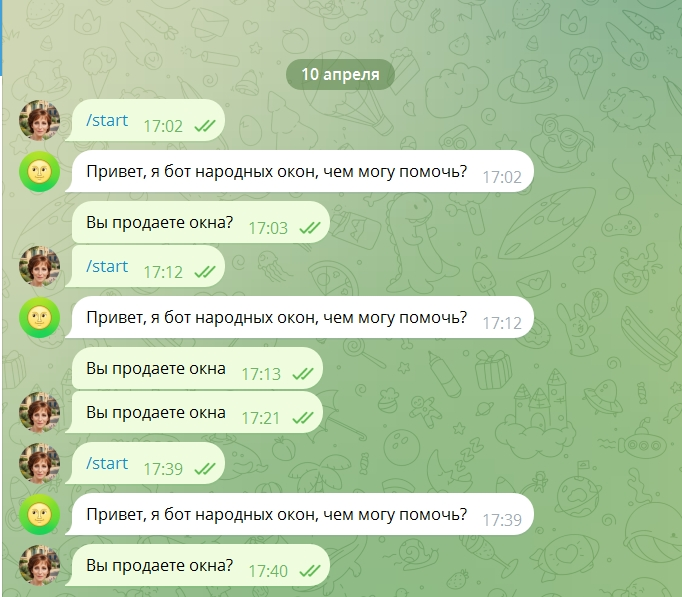 10 апреля
/start 17:02
Привет, я бот народных окон, чем могу помочь? 17:02
Вы продаете окна? 17:03
/start 17:12
Привет, я бот народных окон, чем могу помочь? 17:12
Вы продаете окна 17:13
Вы продаете окна 17:21
/start 17:39
Привет, я бот народных окон, чем могу помочь? 17:39
Вы продаете окна? 17:40